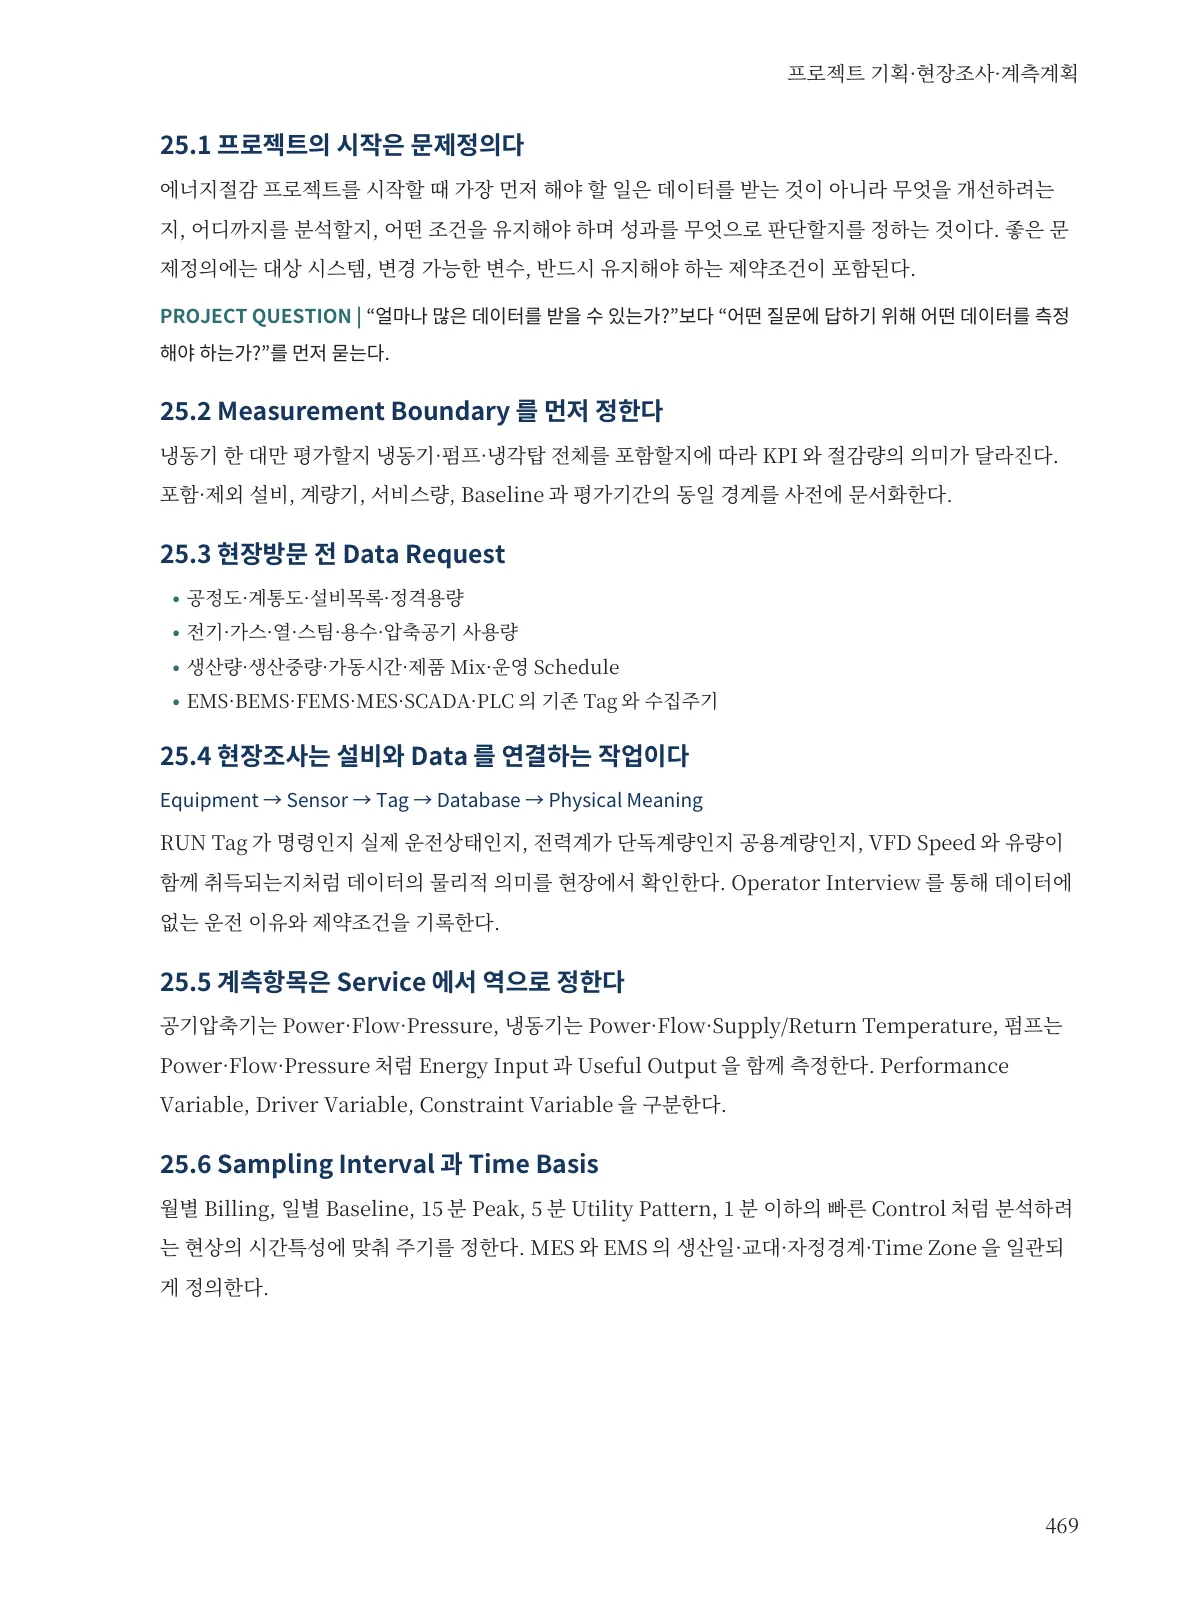 프로젝트 기획·현장조사·계측계획
25.1 프로젝트의 시작은 문제정의다
에너지절감 프로젝트를 시작할 때 가장 먼저 해야 할 일은 데이터를 받는 것이 아니라 무엇을 개선하려는
지, 어디까지를 분석할지, 어떤 조건을 유지해야 하며 성과를 무엇으로 판단할지를 정하는 것이다. 좋은 문
제정의에는 대상 시스템, 변경 가능한 변수, 반드시 유지해야 하는 제약조건이 포함된다.
PROJECT QUESTION | “얼마나 많은 데이터를 받을 수 있는가?”보다 “어떤 질문에 답하기 위해 어떤 데이터를 측정
해야 하는가?”를 먼저 묻는다.
25.2 Measurement Boundary 를 먼저 정한다
냉동기 한 대만 평가할지 냉동기·펌프·냉각탑 전체를 포함할지에 따라 KPI 와 절감량의 의미가 달라진다.
포함·제외 설비, 계량기, 서비스량, Baseline 과 평가기간의 동일 경계를 사전에 문서화한다.
25.3 현장방문 전 Data Request
• 공정도·계통도·설비목록·정격용량
• 전기·가스·열·스팀·용수·압축공기 사용량
• 생산량·생산중량·가동시간·제품 Mix·운영 Schedule
• EMS·BEMS·FEMS·MES·SCADA·PLC 의 기존 Tag 와 수집주기
25.4 현장조사는 설비와 Data 를 연결하는 작업이다
Equipment → Sensor → Tag → Database → Physical Meaning
RUN Tag 가 명령인지 실제 운전상태인지, 전력계가 단독계량인지 공용계량인지, VFD Speed 와 유량이
함께 취득되는지처럼 데이터의 물리적 의미를 현장에서 확인한다. Operator Interview 를 통해 데이터에
없는 운전 이유와 제약조건을 기록한다.
25.5 계측항목은 Service 에서 역으로 정한다
공기압축기는 Power·Flow·Pressure, 냉동기는 Power·Flow·Supply/Return Temperature, 펌프는
Power·Flow·Pressure 처럼 Energy Input 과 Useful Output 을 함께 측정한다. Performance
Variable, Driver Variable, Constraint Variable 을 구분한다.
25.6 Sampling Interval 과 Time Basis
월별 Billing, 일별 Baseline, 15 분 Peak, 5 분 Utility Pattern, 1 분 이하의 빠른 Control 처럼 분석하려
는 현상의 시간특성에 맞춰 주기를 정한다. MES 와 EMS 의 생산일·교대·자정경계·Time Zone 을 일관되
게 정의한다.
469